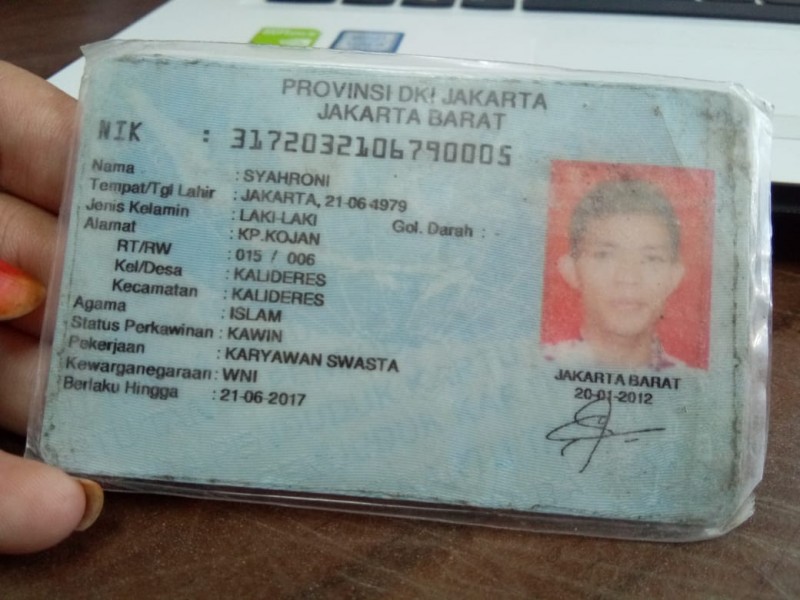 PROVINSI DKI JAKARTA
JAKARTA BARAT
NIK : 3172032106790005
Nama : SYAHRONI
Tempat/Tgl Lahir : JAKARTA, 21-06-1979
Jenis Kelamin : LAKI-LAKI Gol. Darah : -
Alamat : KP.KOJAN
RT/RW : 015 / 006
Kel/Desa : KALIDERES
Kecamatan : KALIDERES
Agama : ISLAM
Status Perkawinan : KAWIN
Pekerjaan : KARYAWAN SWASTA
Kewarganegaraan : WNI
Berlaku Hingga : 21-06-2017
JAKARTA BARAT
20-01-2012